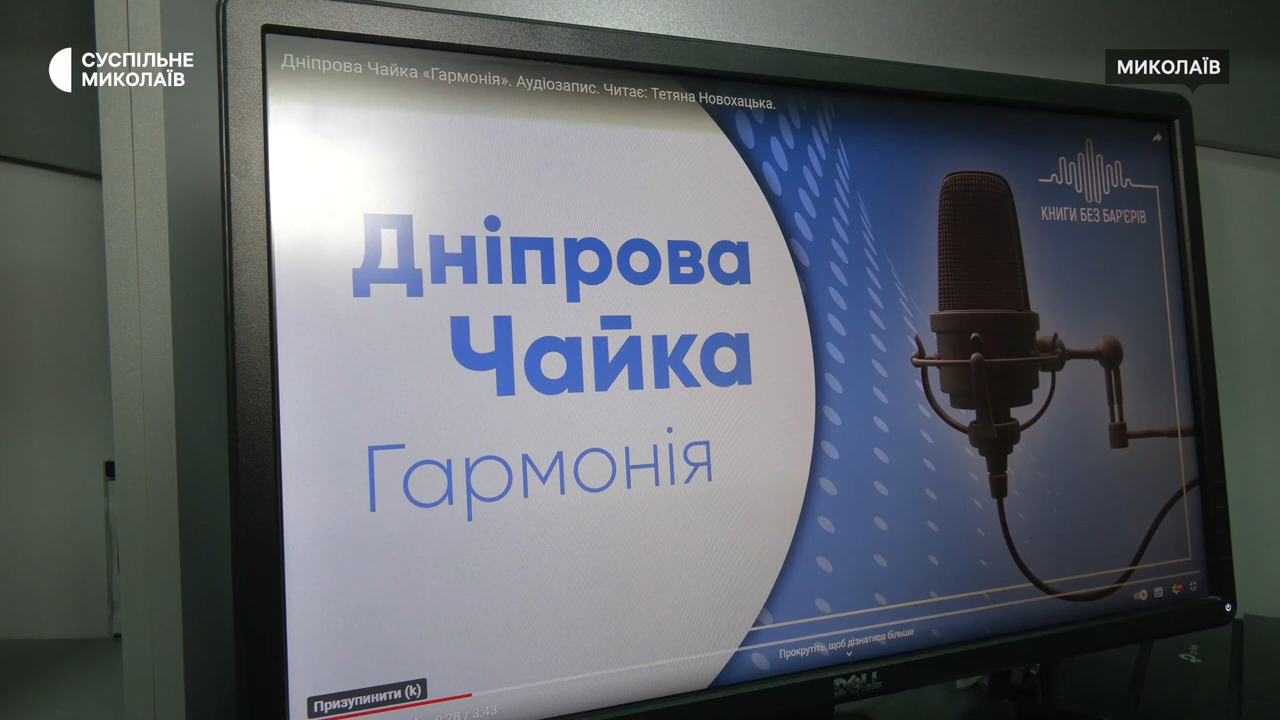 СУСПІЛЬНЕ
МИКОЛАЇВ
МИКОЛАЇВ
Дніпрова Чайка «Гармонія». Аудіозапис. Читає: Тетяна Новохацька.
КНИГИ БЕЗ БАР'ЄРІВ
Дніпрова
Чайка
Гармонія
Прокрутіть, щоб дізнатися більше
Призупинити (k)
0:28 / 3:43
DELL